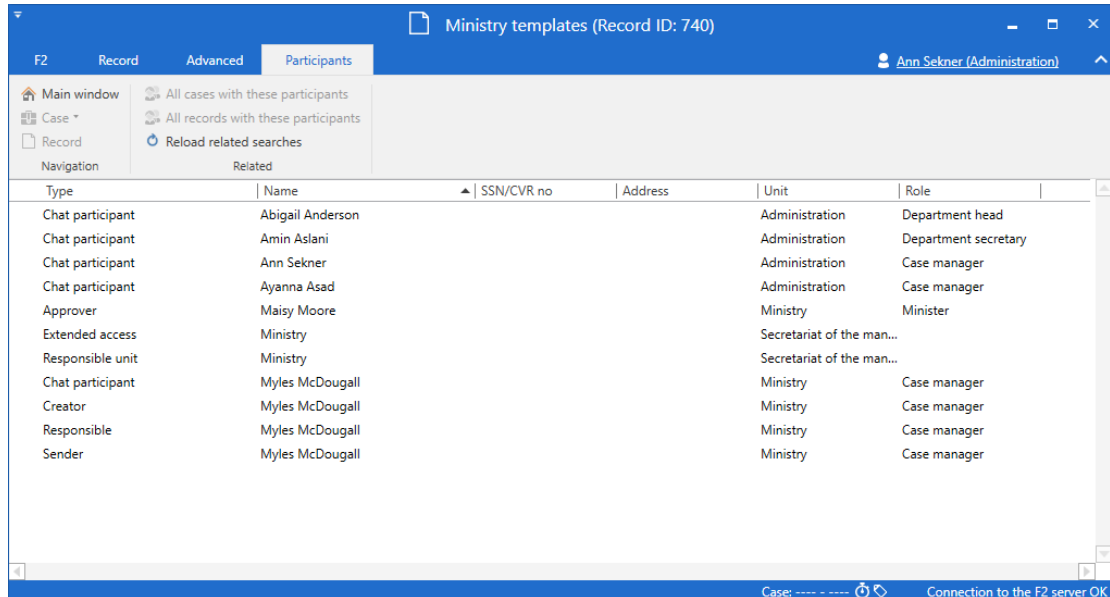 Ministry templates (Record ID: 740)
F2 Record Advanced Participants Ann Sekner (Administration)
Main window All cases with these participants
Case All records with these participants
Record Reload related searches
Navigation Related
Type Name SSN/CVR no Address Unit Role
Chat participant Abigail Anderson Administration Department head
Chat participant Amin Aslani Administration Department secretary
Chat participant Ann Sekner Administration Case manager
Chat participant Ayanna Asad Administration Case manager
Approver Maisy Moore Ministry Minister
Extended access Ministry Secretariat of the man...
Responsible unit Ministry Secretariat of the man...
Chat participant Myles McDougall Ministry Case manager
Creator Myles McDougall Ministry Case manager
Responsible Myles McDougall Ministry Case manager
Sender Myles McDougall Ministry Case manager
Case: ---- - ---- Connection to the F2 server OK